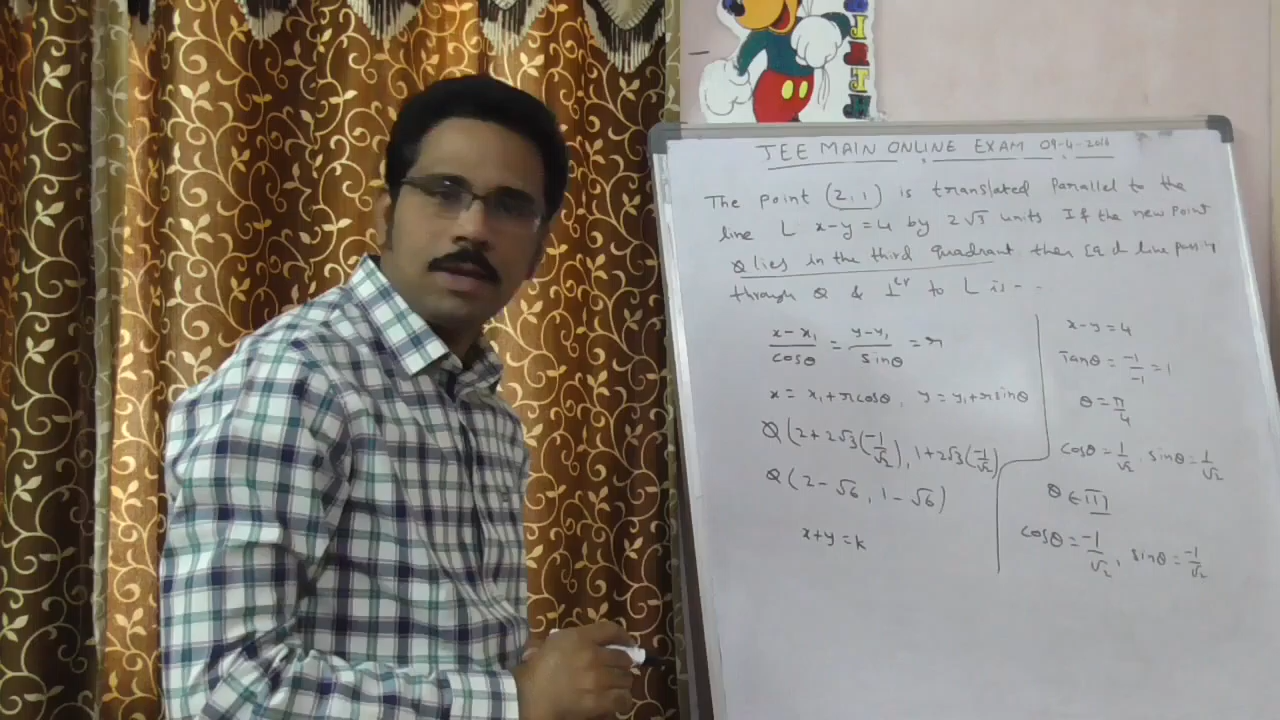 JEE MAIN ONLINE EXAM 09-4-2016
The point (2,1) is translated parallel to the
line L x-y=4 by 2√3 units If the new point
Q lies in the third quadrant then Eq of line passing
through Q & ⊥lr to L is - -
x-x₁/cosθ = y-y₁/sinθ = r
x = x₁+rcosθ, y = y₁+rsinθ
Q(2+2√3(-1/√2), 1+2√3(-1/√2))
Q(2-√6, 1-√6)
x+y=k
x-y=4
Tanθ = -1/-1 = 1
θ = π/4
cosθ = 1/√2, sinθ = 1/√2
θ ∈ III
cosθ = -1/√2, sinθ = -1/√2